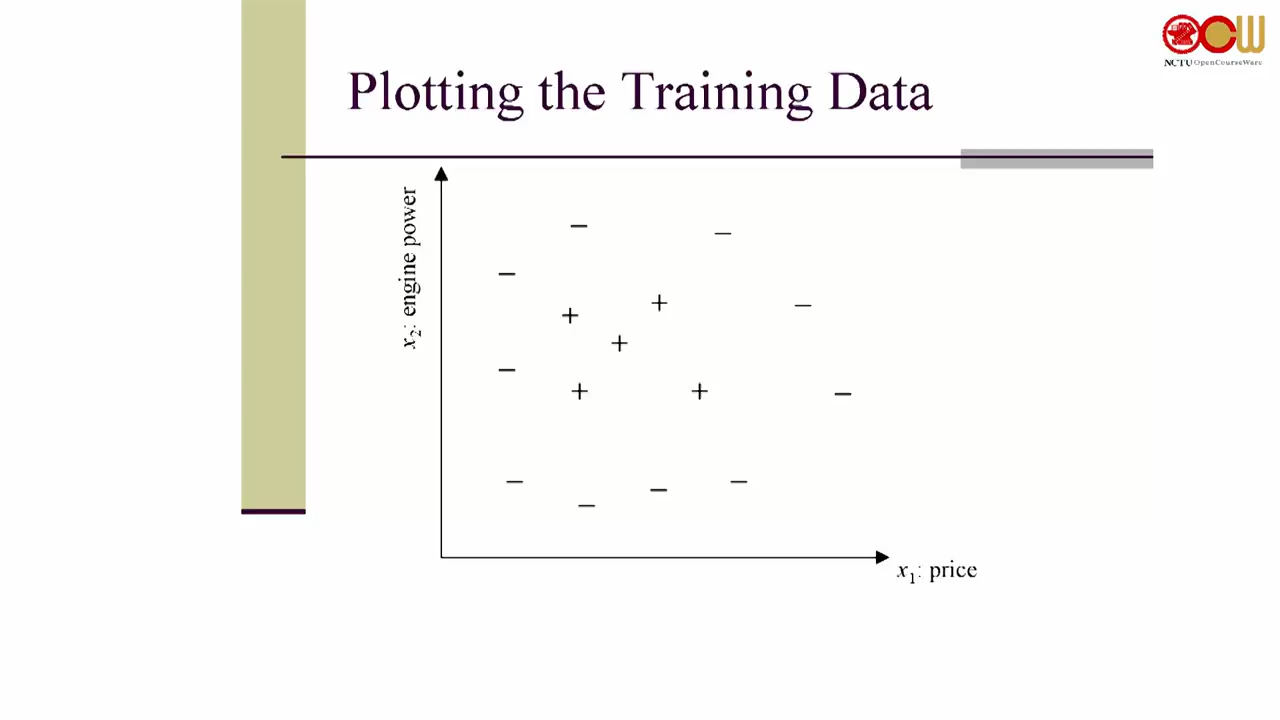 NCTU OpenCourseWare
Plotting the Training Data
x2: engine power
x1: price